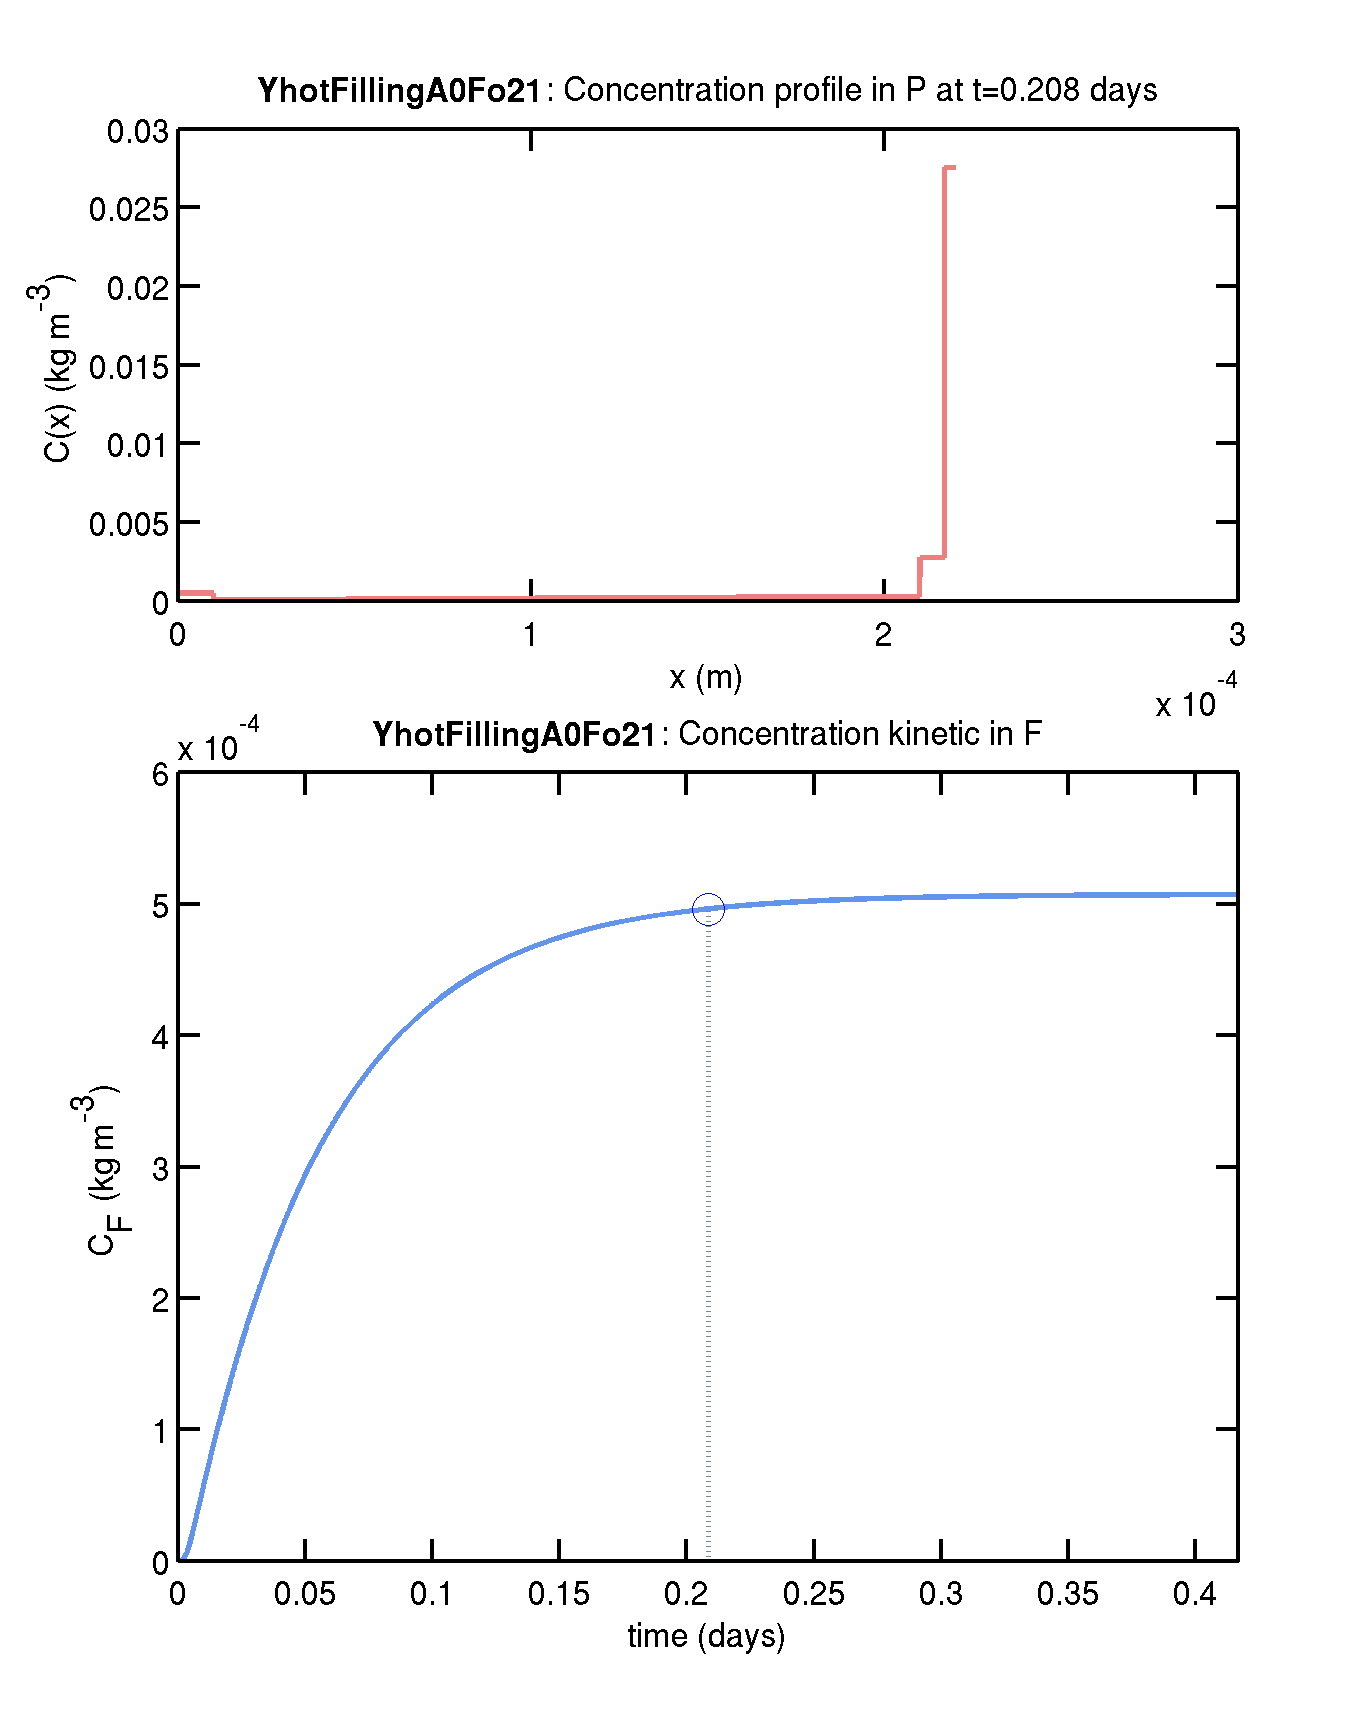 YhotFillingA0Fo21: Concentration profile in P at t=0.208 days
0.03
0.025
0.02
0.015
0.01
0.005
0
C(x) (kg m-3)
0 1 2 3
x (m)
x 10-4
YhotFillingA0Fo21: Concentration kinetic in F
x 10-4
6
5
4
3
2
1
0
CF (kg m-3)
0 0.05 0.1 0.15 0.2 0.25 0.3 0.35 0.4
time (days)